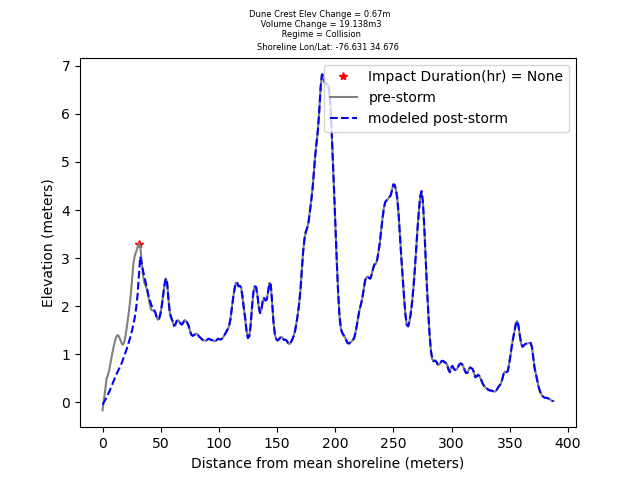 Dune Crest Elev Change = 0.67m
Volume Change = 19.138m3
Regime = Collision
Shoreline Lon/Lat: -76.631 34.676
Impact Duration(hr) = None
pre-storm
modeled post-storm
7
6
5
4
3
2
1
0
Elevation (meters)
0 50 100 150 200 250 300 350 400
Distance from mean shoreline (meters)